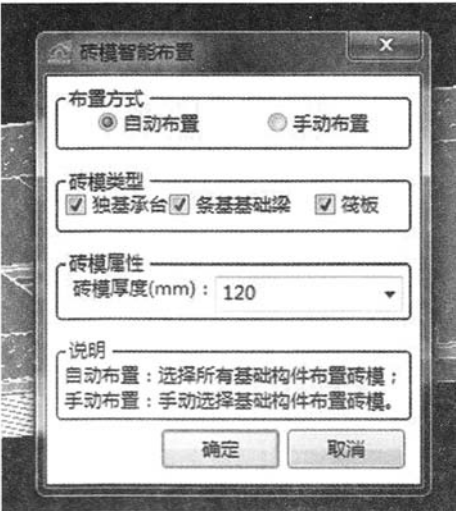 砖模智能布置
布置方式
自动布置 手动布置
砖模类型
独基承台 条基基础梁 筏板
砖模属性
砖模厚度(mm)：120
说明
自动布置：选择所有基础构件布置砖模；
手动布置：手动选择基础构件布置砖模。
确定 取消